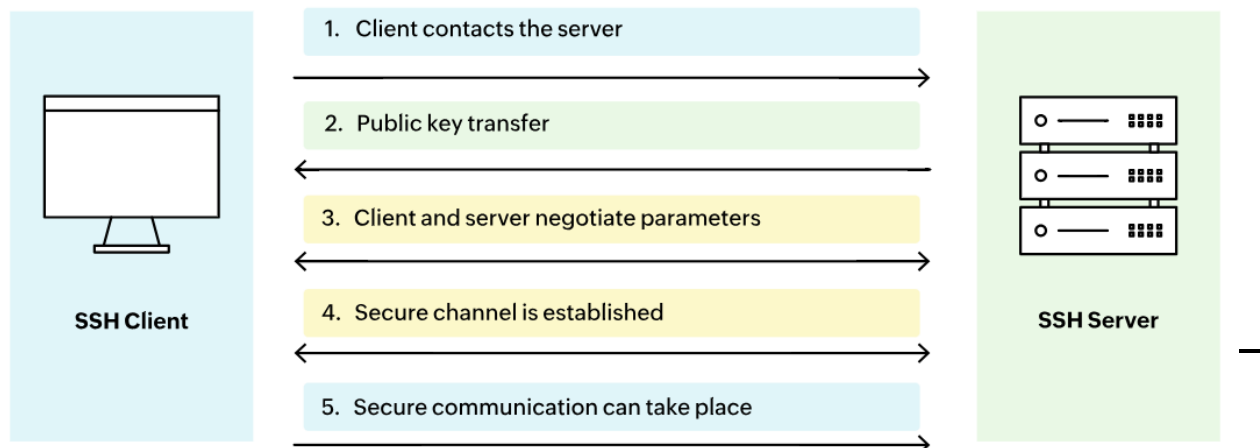 1. Client contacts the server
2. Public key transfer
3. Client and server negotiate parameters
4. Secure channel is established
5. Secure communication can take place
SSH Client
SSH Server